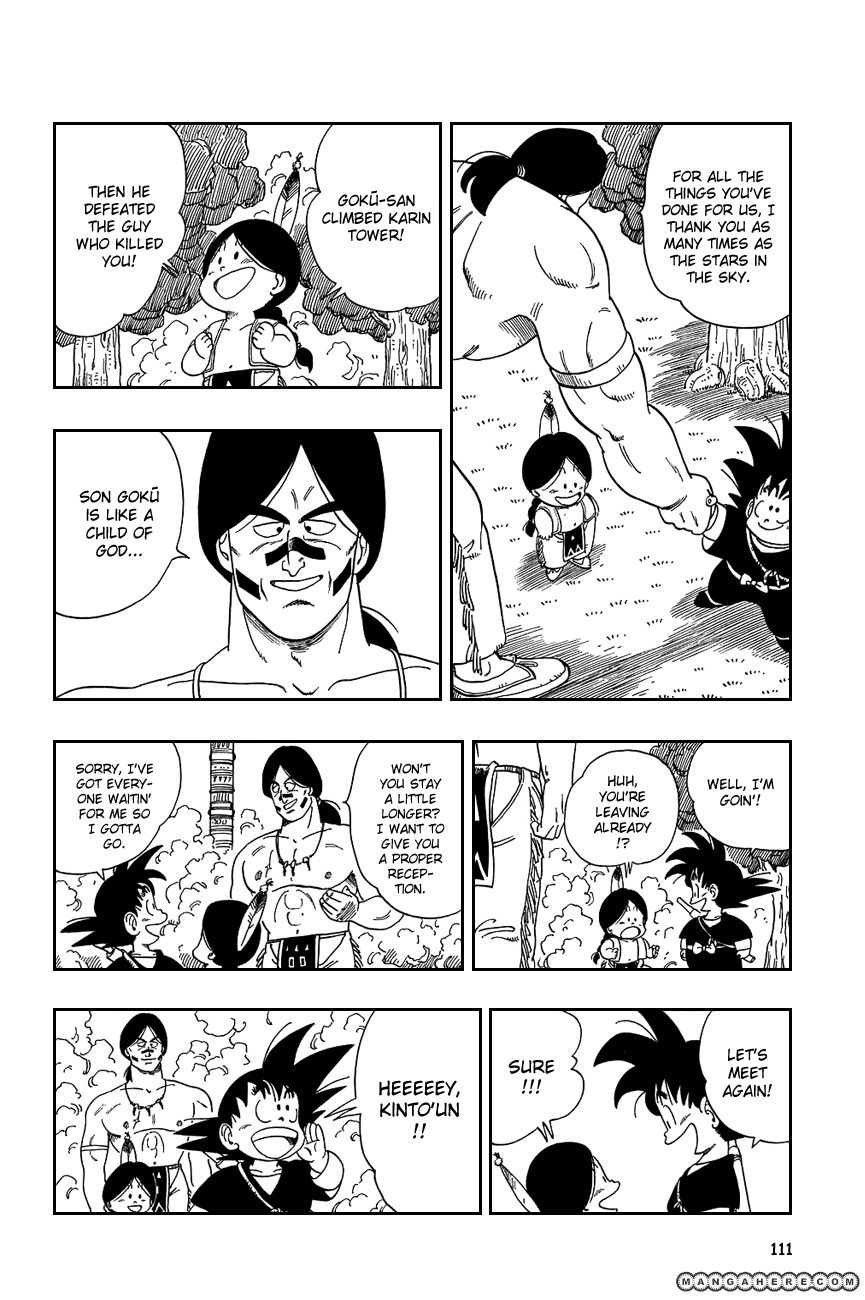 FOR ALL THE
THINGS YOU'VE
DONE FOR US, I
THANK YOU AS
MANY TIMES AS
THE STARS IN
THE SKY.
GOKŪ-SAN
CLIMBED KARIN
TOWER!
THEN HE
DEFEATED
THE GUY
WHO KILLED
YOU!
SON GOKŪ
IS LIKE A
CHILD OF
GOD...
WELL, I'M
GOIN'!
HUH,
YOU'RE
LEAVING
ALREADY
!?
WON'T
YOU STAY
A LITTLE
LONGER?
I WANT TO
GIVE YOU
A PROPER
RECEP-
TION.
SORRY, I'VE
GOT EVERY-
ONE WAITIN'
FOR ME SO
I GOTTA
GO.
LET'S
MEET
AGAIN!
SURE
!!!
HEEEEEY,
KINTO'UN
!!
111
MANGAHERE.COM